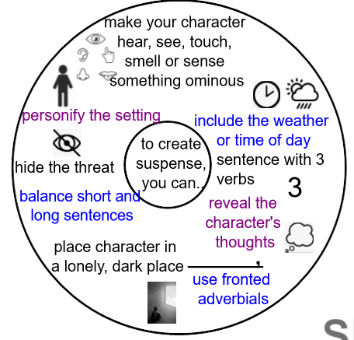 make your character
hear, see, touch,
smell or sense
something ominous
personify the setting
include the weather
or time of day
to create
suspense,
you can..
hide the threat
sentence with 3
verbs
3
balance short and
long sentences
reveal the
character's
thoughts
place character in
a lonely, dark place
,
use fronted
adverbials